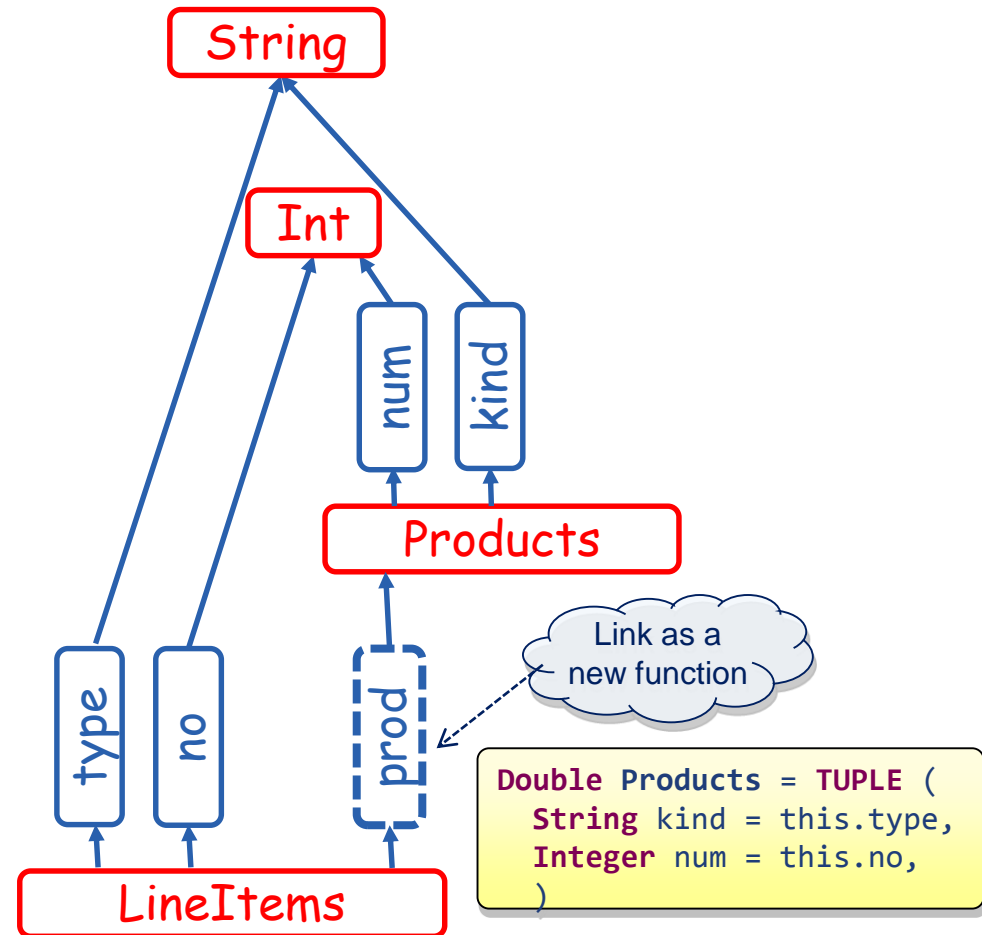 String
Int
num
kind
Products
type
no
prod
Link as a
new function
Double Products = TUPLE (
String kind = this.type,
Integer num = this.no,
)
LineItems